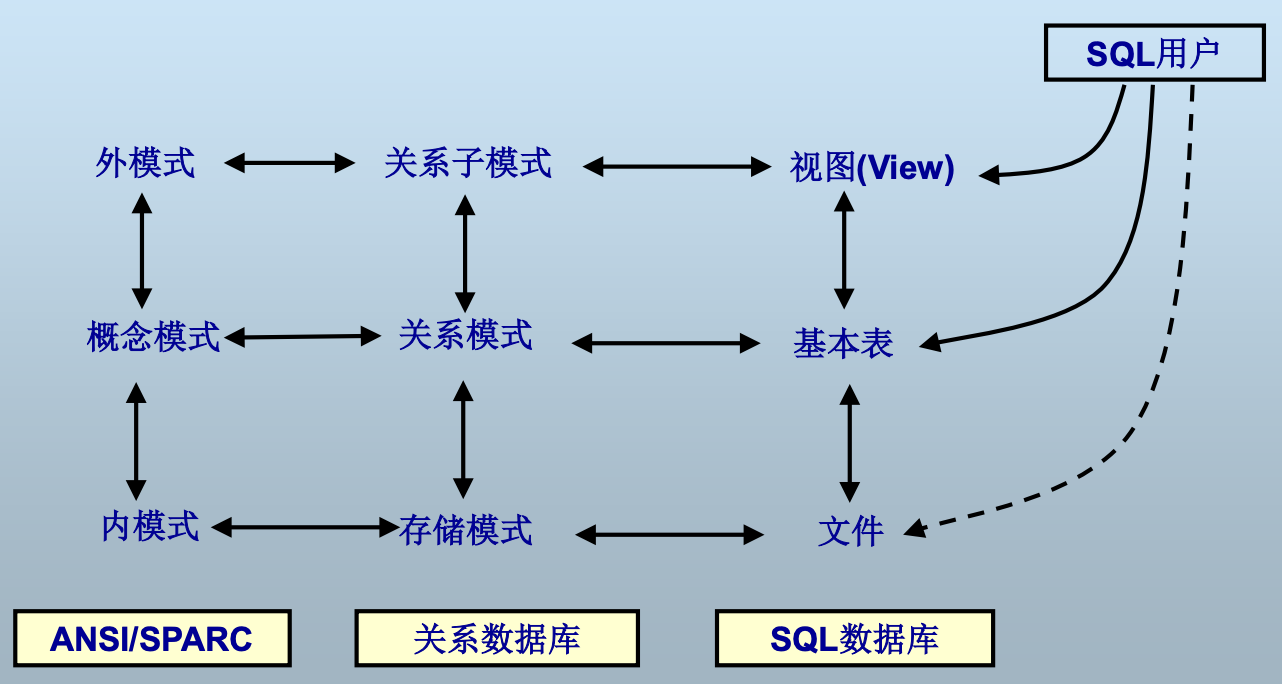 SQL用户
外模式
关系子模式
视图(View)
概念模式
关系模式
基本表
内模式
存储模式
文件
ANSI/SPARC
关系数据库
SQL数据库